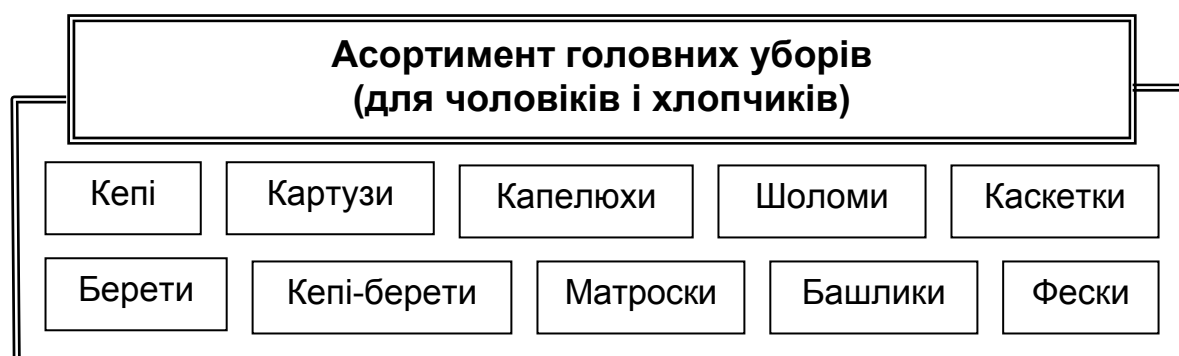 Асортимент головних уборів
(для чоловіків і хлопчиків)
Кепі Картузи Капелюхи Шоломи Каскетки
Берети Кепі-берети Матроски Башлики Фески